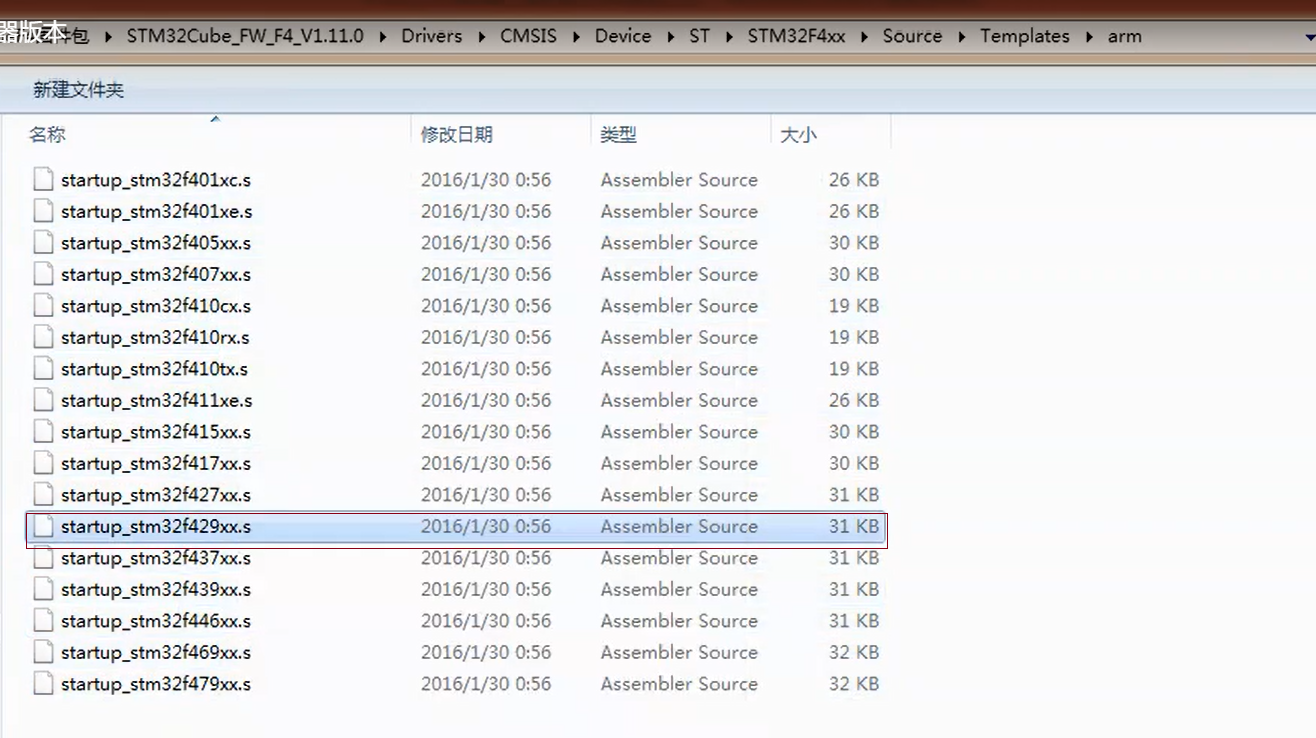 器版本
件包 STM32Cube_FW_F4_V1.11.0 Drivers CMSIS Device ST STM32F4xx Source Templates arm
新建文件夹
名称 修改日期 类型 大小
startup_stm32f401xc.s 2016/1/30 0:56 Assembler Source 26 KB
startup_stm32f401xe.s 2016/1/30 0:56 Assembler Source 26 KB
startup_stm32f405xx.s 2016/1/30 0:56 Assembler Source 30 KB
startup_stm32f407xx.s 2016/1/30 0:56 Assembler Source 30 KB
startup_stm32f410cx.s 2016/1/30 0:56 Assembler Source 19 KB
startup_stm32f410rx.s 2016/1/30 0:56 Assembler Source 19 KB
startup_stm32f410tx.s 2016/1/30 0:56 Assembler Source 19 KB
startup_stm32f411xe.s 2016/1/30 0:56 Assembler Source 26 KB
startup_stm32f415xx.s 2016/1/30 0:56 Assembler Source 30 KB
startup_stm32f417xx.s 2016/1/30 0:56 Assembler Source 30 KB
startup_stm32f427xx.s 2016/1/30 0:56 Assembler Source 31 KB
startup_stm32f429xx.s 2016/1/30 0:56 Assembler Source 31 KB
startup_stm32f437xx.s 2016/1/30 0:56 Assembler Source 31 KB
startup_stm32f439xx.s 2016/1/30 0:56 Assembler Source 31 KB
startup_stm32f446xx.s 2016/1/30 0:56 Assembler Source 31 KB
startup_stm32f469xx.s 2016/1/30 0:56 Assembler Source 32 KB
startup_stm32f479xx.s 2016/1/30 0:56 Assembler Source 32 KB